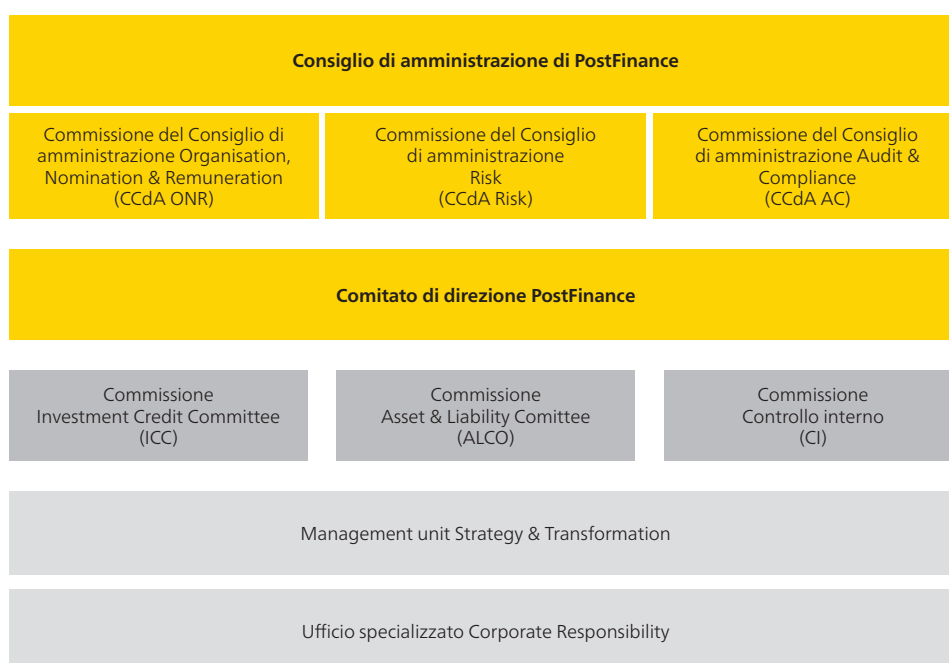 Consiglio di amministrazione di PostFinance
Commissione del Consiglio di
amministrazione Organisation,
Nomination & Remuneration
(CCdA ONR)
Commissione del Consiglio
di amministrazione
Risk
(CCdA Risk)
Commissione del Consiglio
di amministrazione Audit &
Compliance
(CCdA AC)
Comitato di direzione PostFinance
Commissione
Investment Credit Committee
(ICC)
Commissione
Asset & Liability Comittee
(ALCO)
Commissione
Controllo interno
(CI)
Management unit Strategy & Transformation
Ufficio specializzato Corporate Responsibility